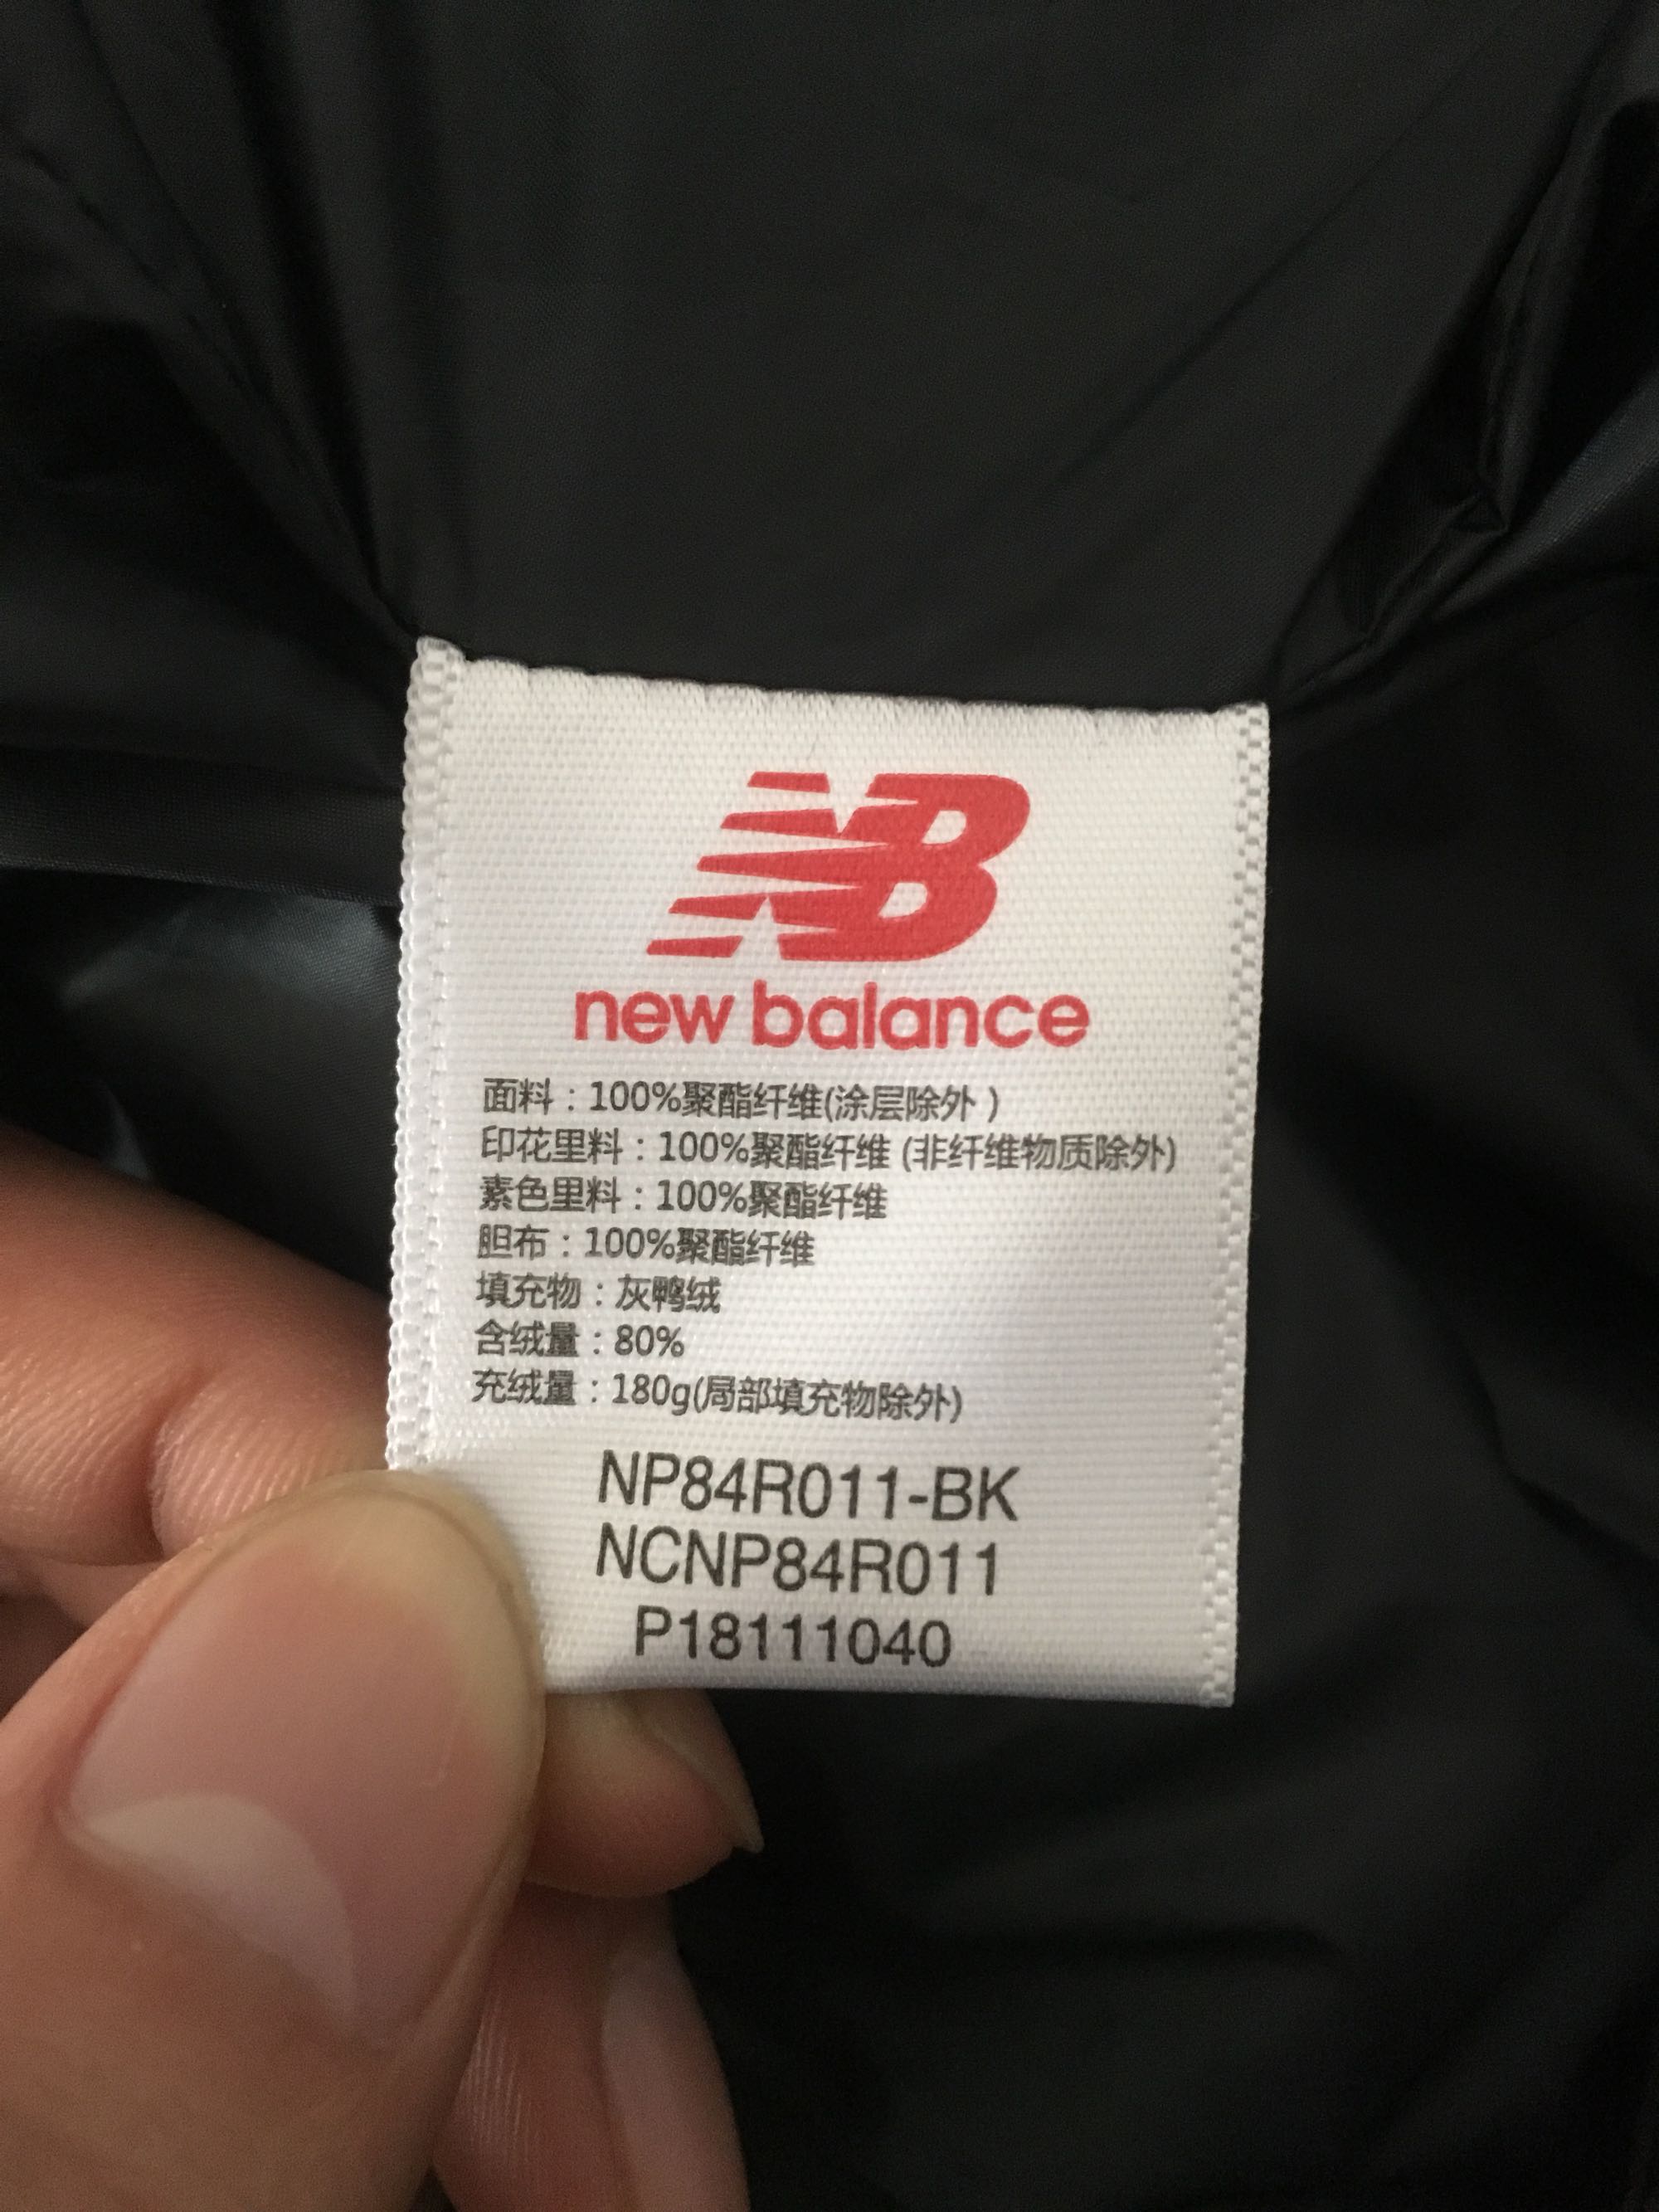 NB
new balance
面料：100%聚酯纤维(涂层除外 )
印花里料：100%聚酯纤维 (非纤维物质除外)
素色里料：100%聚酯纤维
胆布：100%聚酯纤维
填充物：灰鸭绒
含绒量：80%
充绒量：180g(局部填充物除外)
NP84R011-BK
NCNP84R011
P18111040